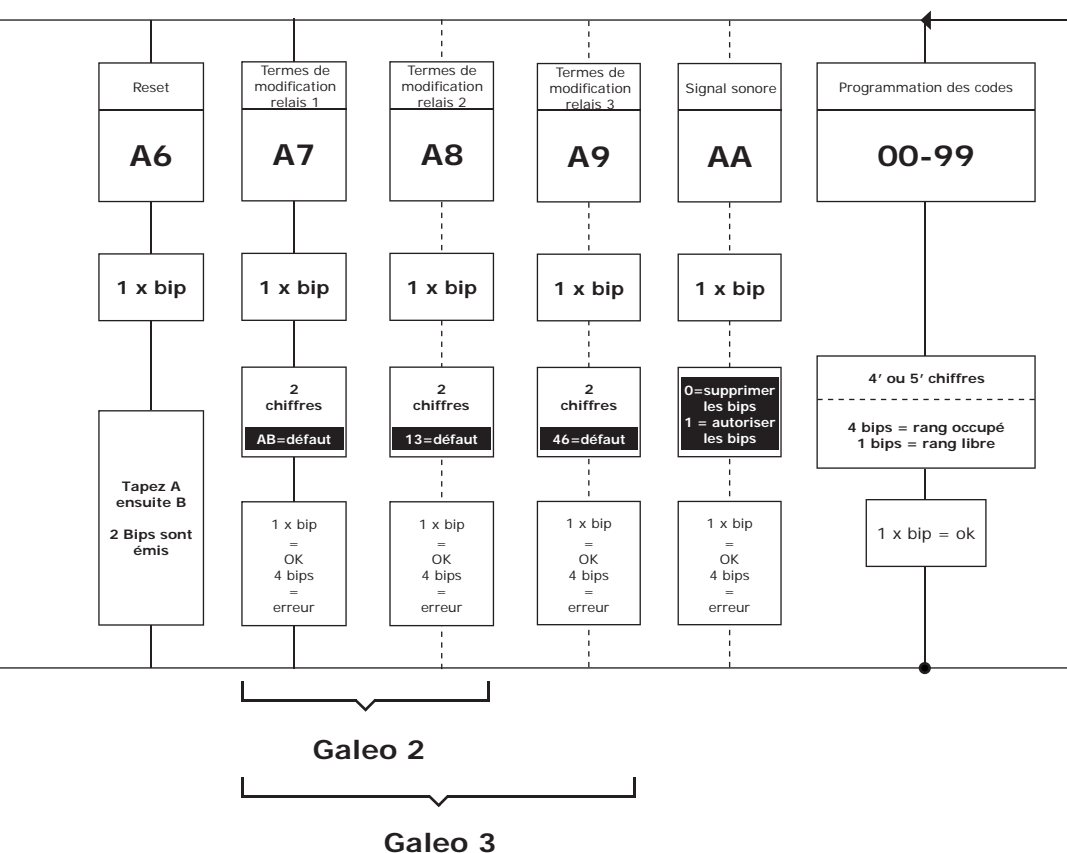 Reset
A6
1 x bip
Tapez A
ensuite B
2 Bips sont
émis
Termes de
modification
relais 1
A7
1 x bip
2
chiffres
AB=défaut
1 x bip
=
OK
4 bips
=
erreur
Termes de
modification
relais 2
A8
1 x bip
2
chiffres
13=défaut
1 x bip
=
OK
4 bips
=
erreur
Termes de
modification
relais 3
A9
1 x bip
2
chiffres
46=défaut
1 x bip
=
OK
4 bips
=
erreur
Signal sonore
AA
1 x bip
0=supprimer
les bips
1 = autoriser
les bips
1 x bip
=
OK
4 bips
=
erreur
Programmation des codes
00-99
4’ ou 5’ chiffres
4 bips = rang occupé
1 bips = rang libre
1 x bip = ok
Galeo 2
Galeo 3